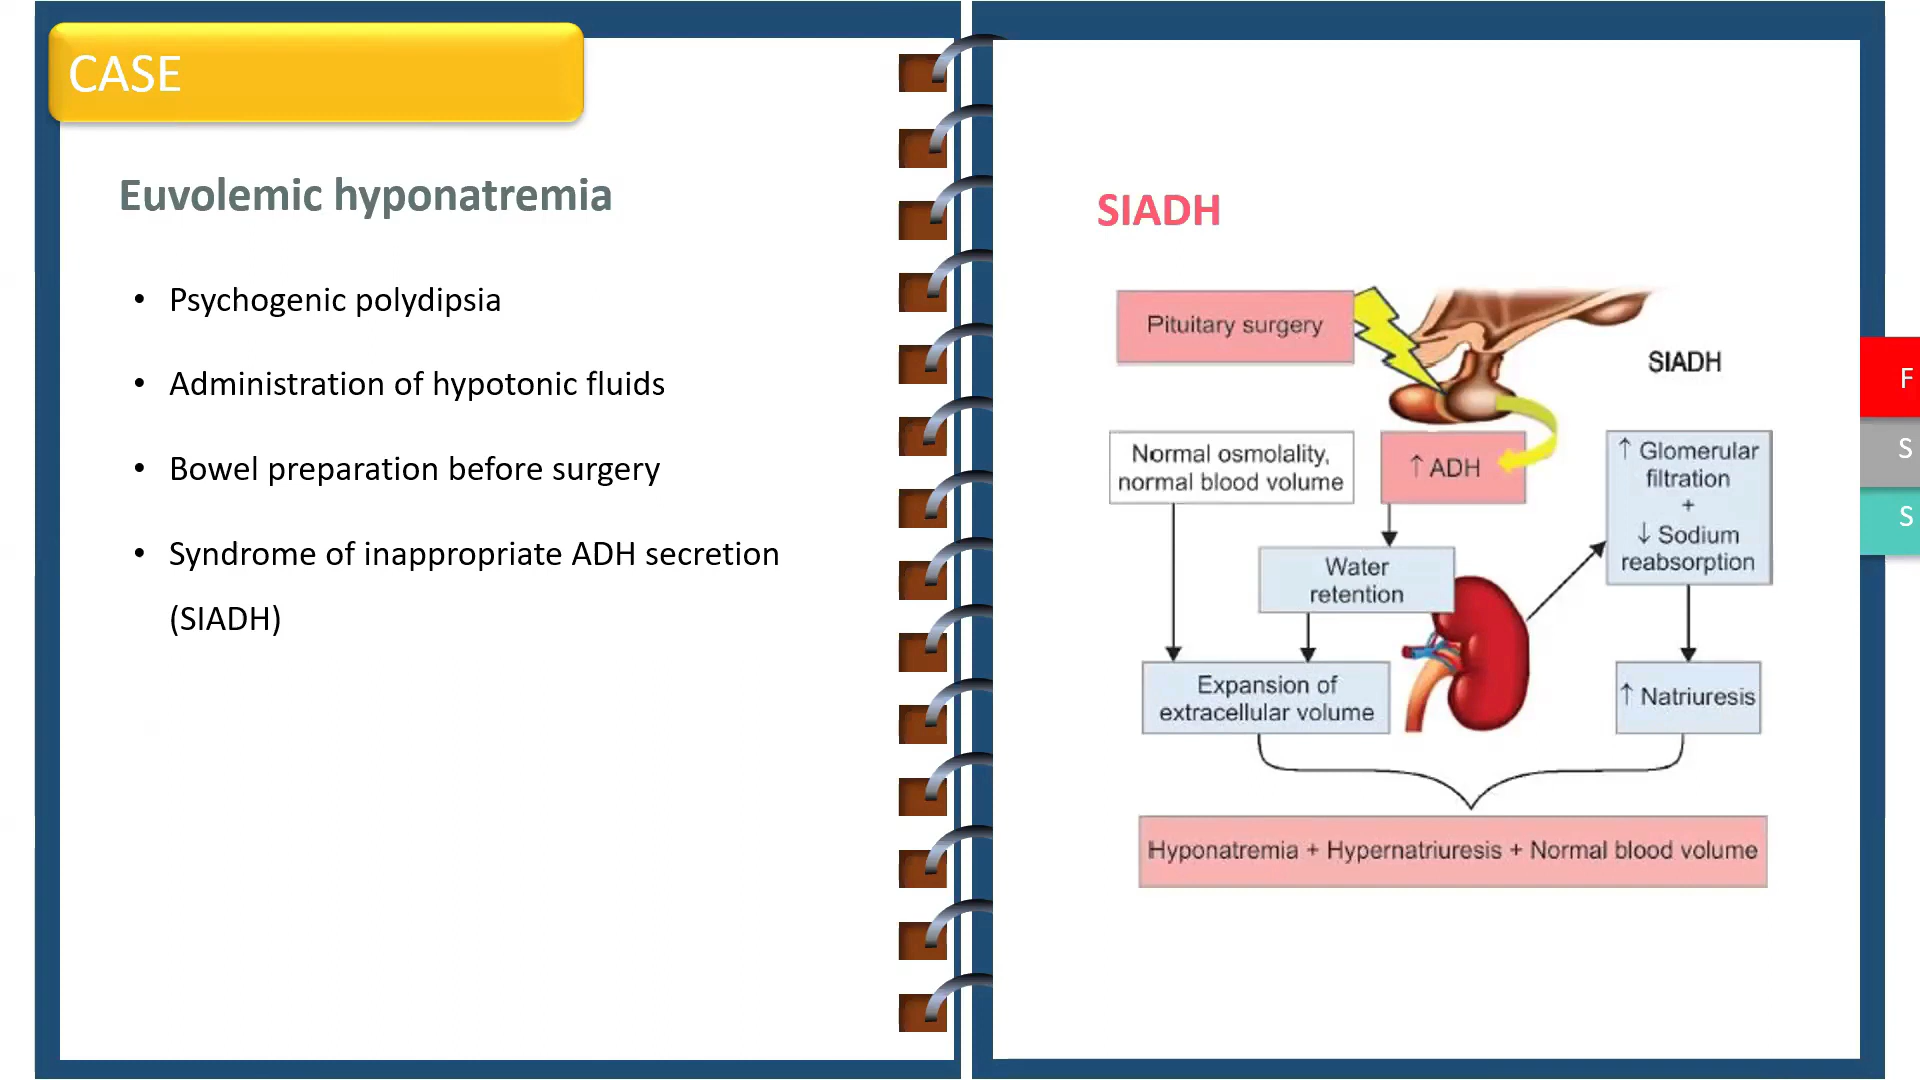 CASE
Euvolemic hyponatremia
• Psychogenic polydipsia
• Administration of hypotonic fluids
• Bowel preparation before surgery
• Syndrome of inappropriate ADH secretion
(SIADH)
SIADH
Pituitary surgery
SIADH
Normal osmolality,
normal blood volume
↑ ADH
↑ Glomerular
filtration
+
↓ Sodium
reabsorption
Water
retention
Expansion of
extracellular volume
↑ Natriuresis
Hyponatremia + Hypernatriuresis + Normal blood volume
F
S
S